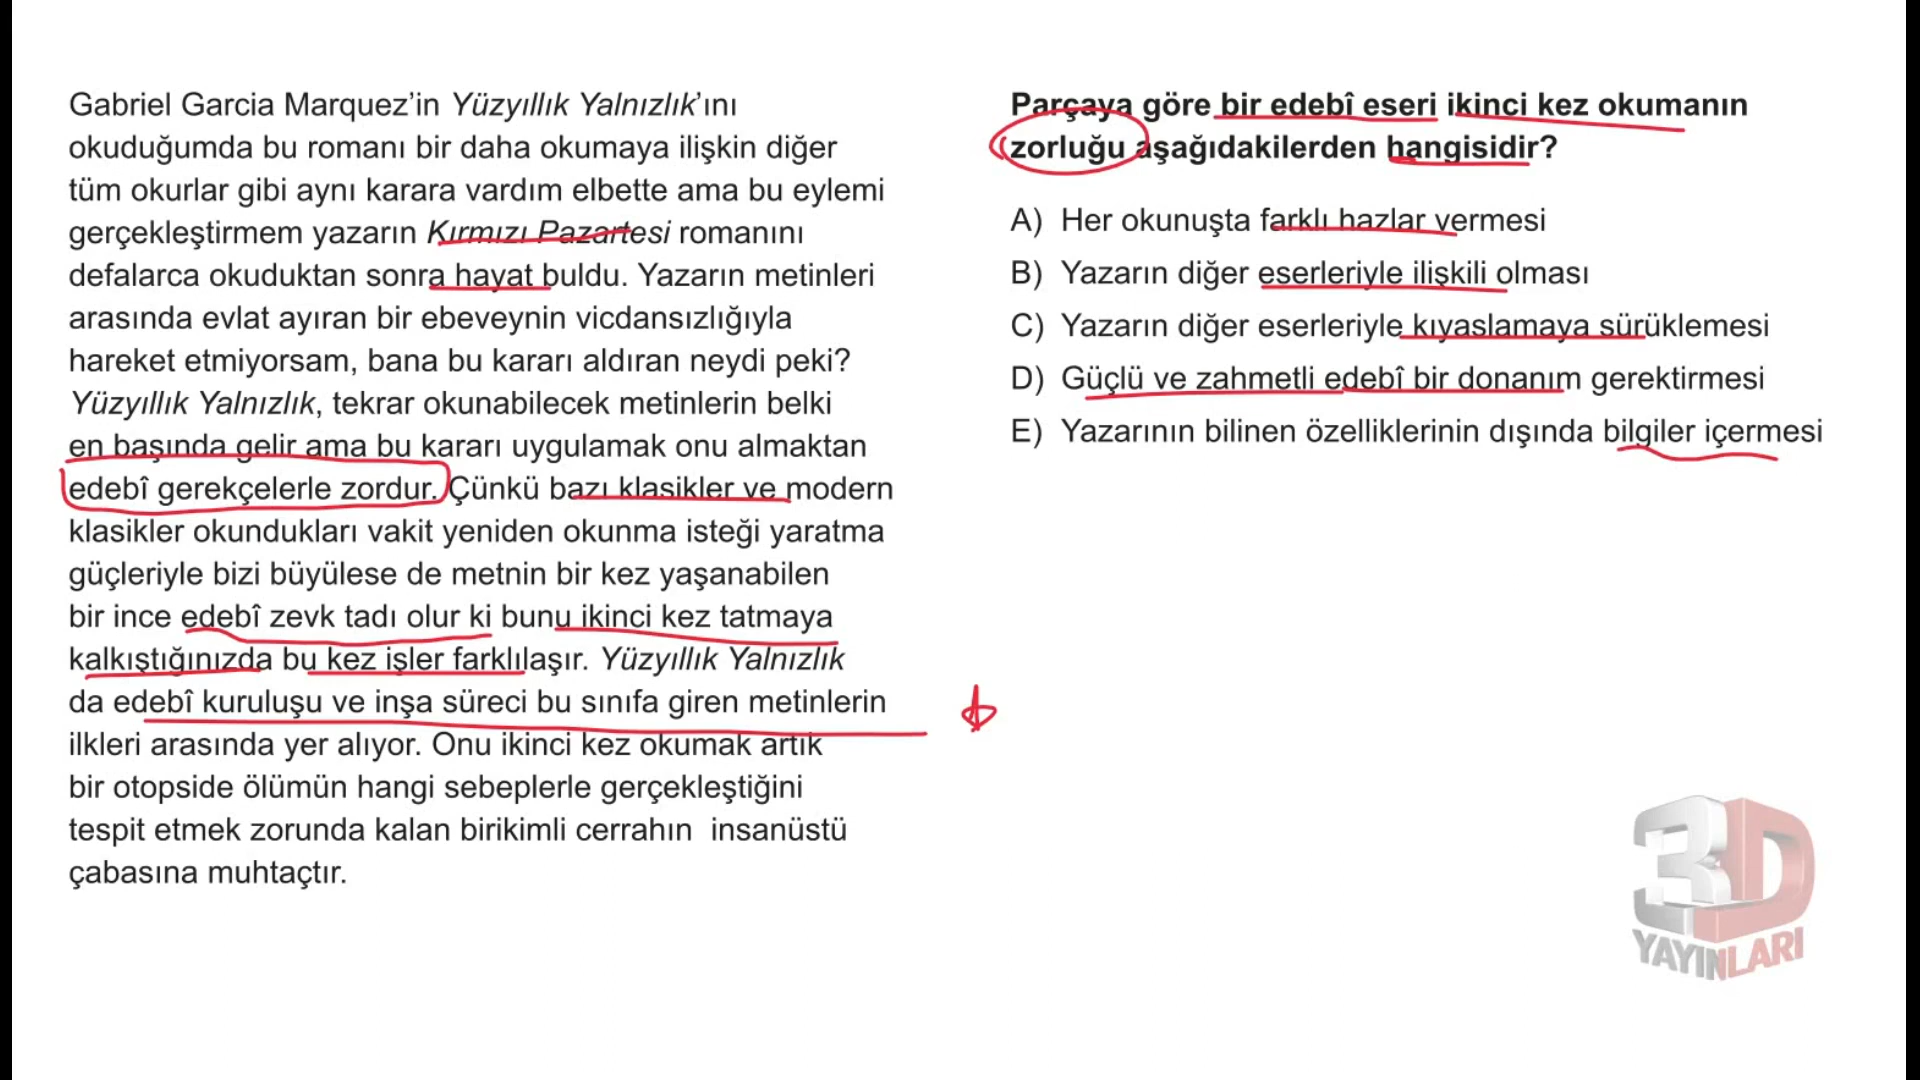 Gabriel Garcia Marquez’in Yüzyıllık Yalnızlık’ını
okuduğumda bu romanı bir daha okumaya ilişkin diğer
tüm okurlar gibi aynı karara vardım elbette ama bu eylemi
gerçekleştirmem yazarın Kırmızı Pazartesi romanını
defalarca okuduktan sonra hayat buldu. Yazarın metinleri
arasında evlat ayıran bir ebeveynin vicdansızlığıyla
hareket etmiyorsam, bana bu kararı aldıran neydi peki?
Yüzyıllık Yalnızlık, tekrar okunabilecek metinlerin belki
en başında gelir ama bu kararı uygulamak onu almaktan
edebî gerekçelerle zordur. Çünkü bazı klasikler ve modern
klasikler okundukları vakit yeniden okunma isteği yaratma
güçleriyle bizi büyülese de metnin bir kez yaşanabilen
bir ince edebî zevk tadı olur ki bunu ikinci kez tatmaya
kalkıştığınızda bu kez işler farklılaşır. Yüzyıllık Yalnızlık
da edebî kuruluşu ve inşa süreci bu sınıfa giren metinlerin
ilkleri arasında yer alıyor. Onu ikinci kez okumak artık
bir otopside ölümün hangi sebeplerle gerçekleştiğini
tespit etmek zorunda kalan birikimli cerrahın insanüstü
çabasına muhtaçtır.
Parçaya göre bir edebî eseri ikinci kez okumanın
zorluğu aşağıdakilerden hangisidir?
A) Her okunuşta farklı hazlar vermesi
B) Yazarın diğer eserleriyle ilişkili olması
C) Yazarın diğer eserleriyle kıyaslamaya sürüklemesi
D) Güçlü ve zahmetli edebî bir donanım gerektirmesi
E) Yazarının bilinen özelliklerinin dışında bilgiler içermesi
3D
YAYINLARI